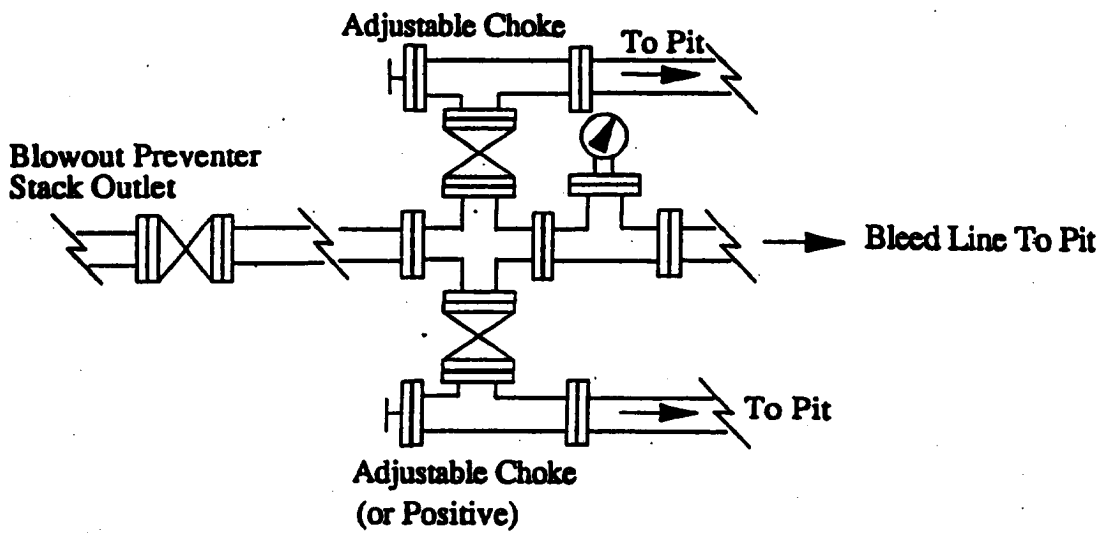 Adjustable Choke
To Pit
Blowout Preventer
Stack Outlet
Bleed Line To Pit
To Pit
Adjustable Choke
(or Positive)